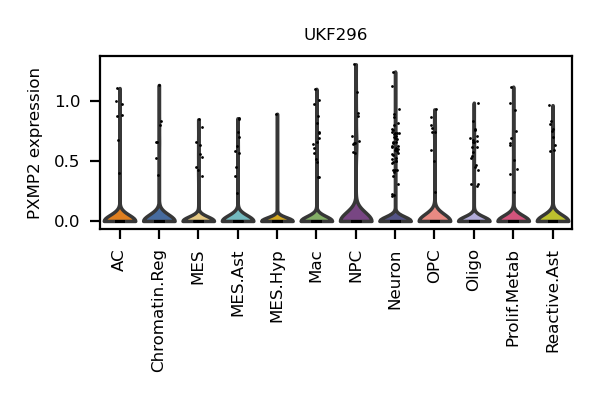 UKF296
PXMP2 expression
1.0
0.5
0.0
AC
Chromatin.Reg
MES
MES.Ast
MES.Hyp
Mac
NPC
Neuron
OPC
Oligo
Prolif.Metab
Reactive.Ast